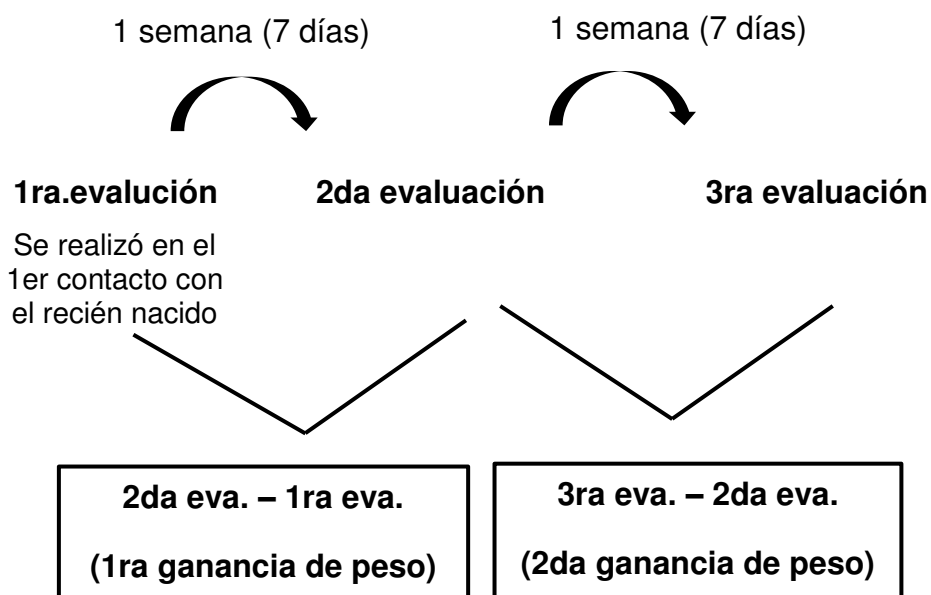 1 semana (7 días)
1 semana (7 días)
1ra.evalución
2da evaluación
3ra evaluación
Se realizó en el
1er contacto con
el recién nacido
2da eva. – 1ra eva.
(1ra ganancia de peso)
3ra eva. – 2da eva.
(2da ganancia de peso)